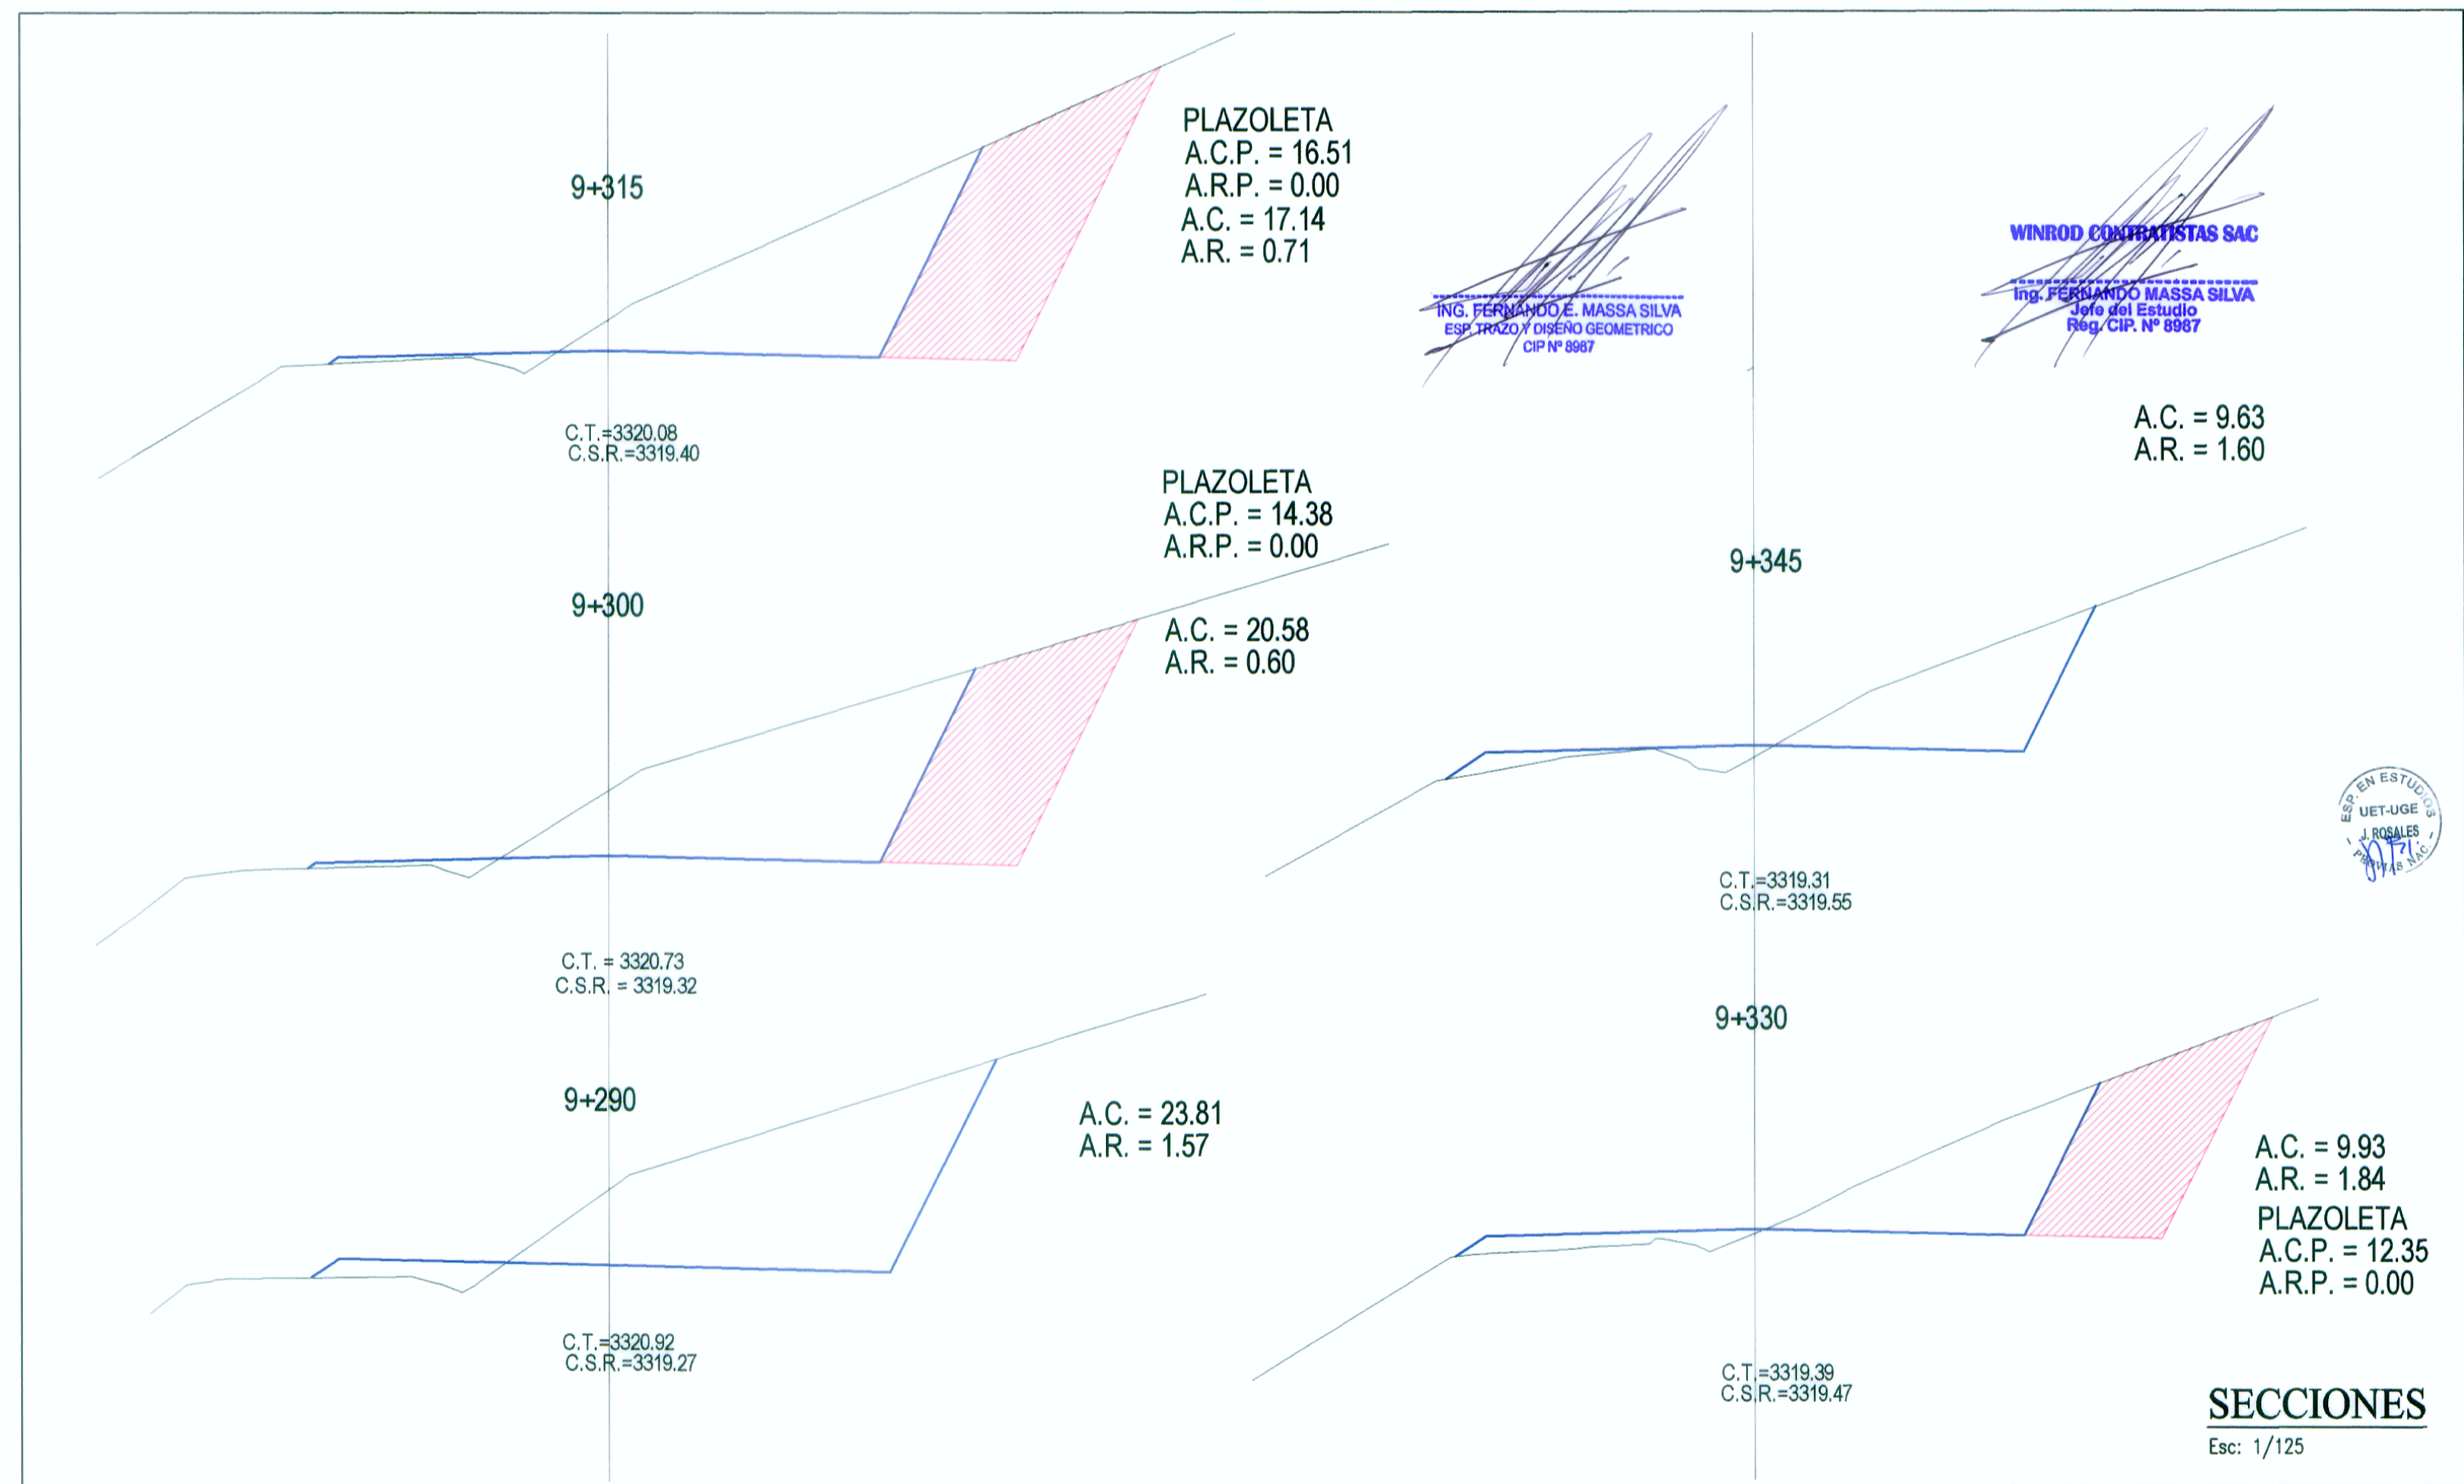 9+315
PLAZOLETA
A.C.P. = 16.51
A.R.P. = 0.00
A.C. = 17.14
A.R. = 0.71
C.T.=3320.08
C.S.R.=3319.40
PLAZOLETA
A.C.P. = 14.38
A.R.P. = 0.00
9+300
A.C. = 20.58
A.R. = 0.60
C.T. = 3320.73
C.S.R. = 3319.32
9+290
A.C. = 23.81
A.R. = 1.57
C.T.=3320.92
C.S.R.=3319.27
ING. FERNANDO E. MASSA SILVA
ESP. TRAZO Y DISEÑO GEOMETRICO
CIP Nº 8987
WINROD CONTRATISTAS SAC
Ing. FERNANDO MASSA SILVA
Jefe del Estudio
Reg. CIP. Nº 8987
A.C. = 9.63
A.R. = 1.60
9+345
C.T.=3319.31
C.S.R.=3319.55
ESP. EN ESTUDIOS
UET-UGE
J. ROSALES
PROVIAS NAC.
9+330
A.C. = 9.93
A.R. = 1.84
PLAZOLETA
A.C.P. = 12.35
A.R.P. = 0.00
C.T.=3319.39
C.S.R.=3319.47
SECCIONES
Esc: 1/125